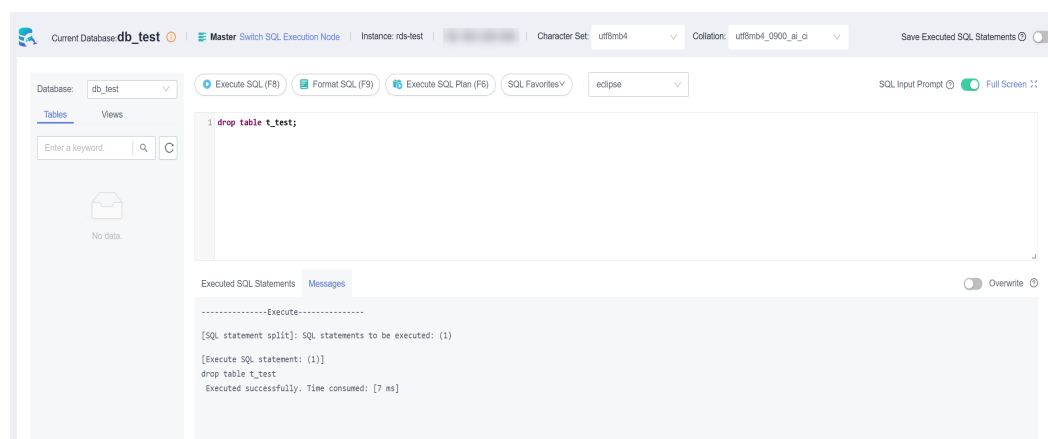 Current Database:db_test Master Switch SQL Execution Node Instance: rds-test Character Set: utf8mb4 Collation: utf8mb4_0900_ai_ci Save Executed SQL Statements
Database: db_test
Tables Views
Enter a keyword.
No data.
Execute SQL (F8) Format SQL (F9) Execute SQL Plan (F6) SQL Favorites eclipse SQL Input Prompt Full Screen
1 drop table t_test;
Executed SQL Statements Messages Overwrite
---------------Execute---------------
[SQL statement split]: SQL statements to be executed: (1)
[Execute SQL statement: (1)]
drop table t_test
Executed successfully. Time consumed: [7 ms]